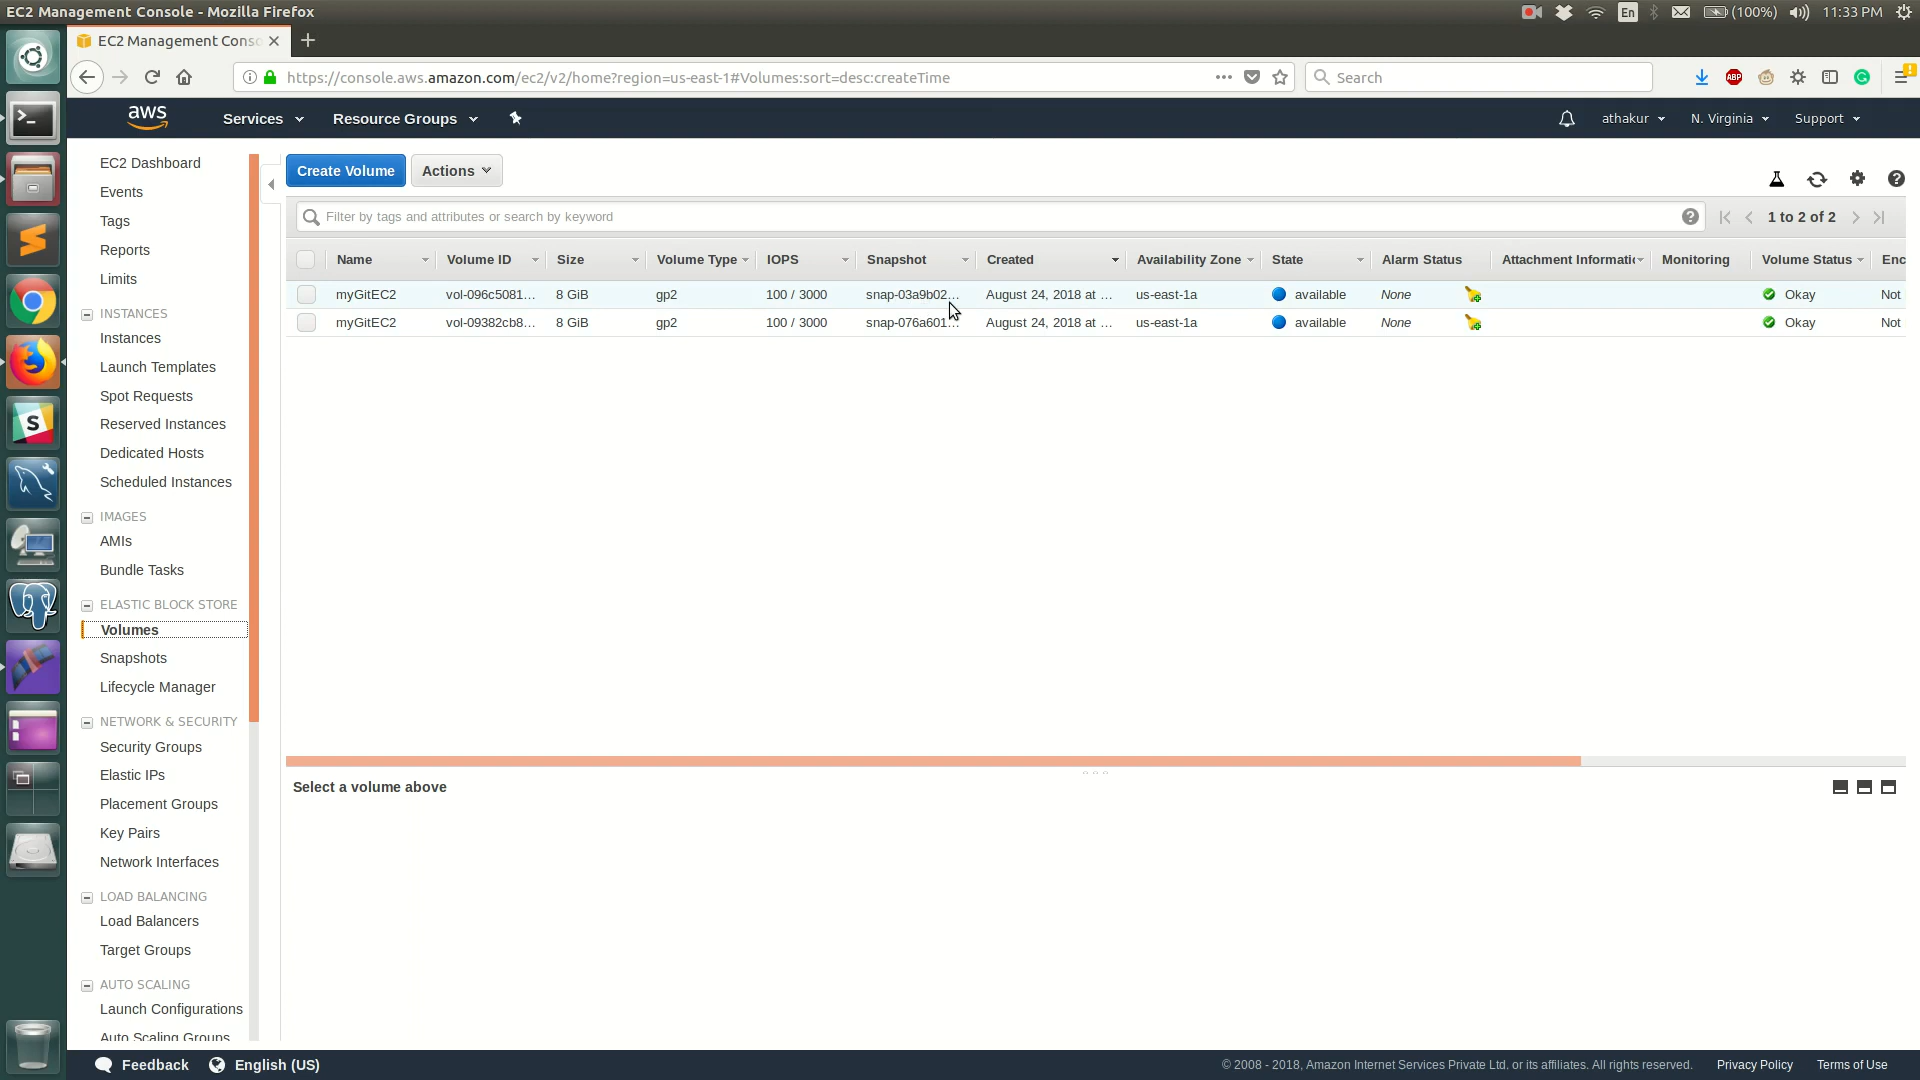 EC2 Management Console - Mozilla Firefox
En
(100%)
11:33 PM
EC2 Management Conso
https://console.aws.amazon.com/ec2/v2/home?region=us-east-1#Volumes:sort=desc:createTime
Search
ABP
aws
Services
Resource Groups
athakur
N. Virginia
Support
EC2 Dashboard
Events
Tags
Reports
Limits
INSTANCES
Instances
Launch Templates
Spot Requests
Reserved Instances
Dedicated Hosts
Scheduled Instances
IMAGES
AMIs
Bundle Tasks
ELASTIC BLOCK STORE
Volumes
Snapshots
Lifecycle Manager
NETWORK & SECURITY
Security Groups
Elastic IPs
Placement Groups
Key Pairs
Network Interfaces
LOAD BALANCING
Load Balancers
Target Groups
AUTO SCALING
Launch Configurations
Auto Scaling Groups
Create Volume
Actions
Filter by tags and attributes or search by keyword
1 to 2 of 2
Name Volume ID Size Volume Type IOPS Snapshot Created Availability Zone State Alarm Status Attachment Informatic Monitoring Volume Status Enc
myGitEC2 vol-096c5081... 8 GiB gp2 100 / 3000 snap-03a9b02... August 24, 2018 at ... us-east-1a available None Okay Not
myGitEC2 vol-09382cb8... 8 GiB gp2 100 / 3000 snap-076a601... August 24, 2018 at ... us-east-1a available None Okay Not
Select a volume above
Feedback
English (US)
© 2008 - 2018, Amazon Internet Services Private Ltd. or its affiliates. All rights reserved.
Privacy Policy
Terms of Use